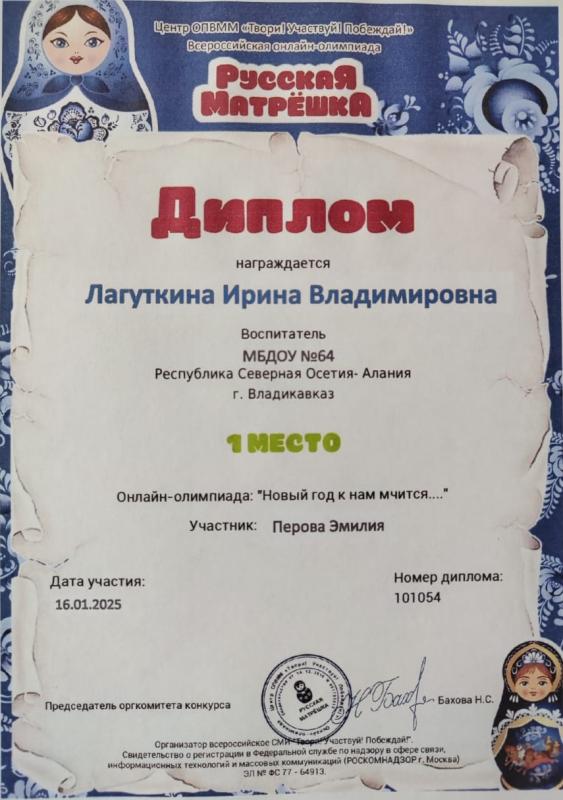 Центр ОПВММ «Твори! Участвуй! Побеждай!»
Всероссийская онлайн-олимпиада
Русская
Матрёшка
Диплом
награждается
Лагуткина Ирина Владимировна
Воспитатель
МБДОУ №64
Республика Северная Осетия- Алания
г. Владикавказ
1 место
Онлайн-олимпиада: "Новый год к нам мчится...."
Участник: Перова Эмилия
Дата участия:
16.01.2025
Номер диплома:
101054
Председатель оргкомитета конкурса
РУССКАЯ
МАТРЁШКА
Бахова Н.С.
Организатор всероссийское СМИ "Твори! Участвуй! Побеждай!".
Свидетельство о регистрации в Федеральной службе по надзору в сфере связи,
информационных технологий и массовых коммуникаций (РОСКОМНАДЗОР г. Москва)
ЭЛ № ФС 77 - 64913.